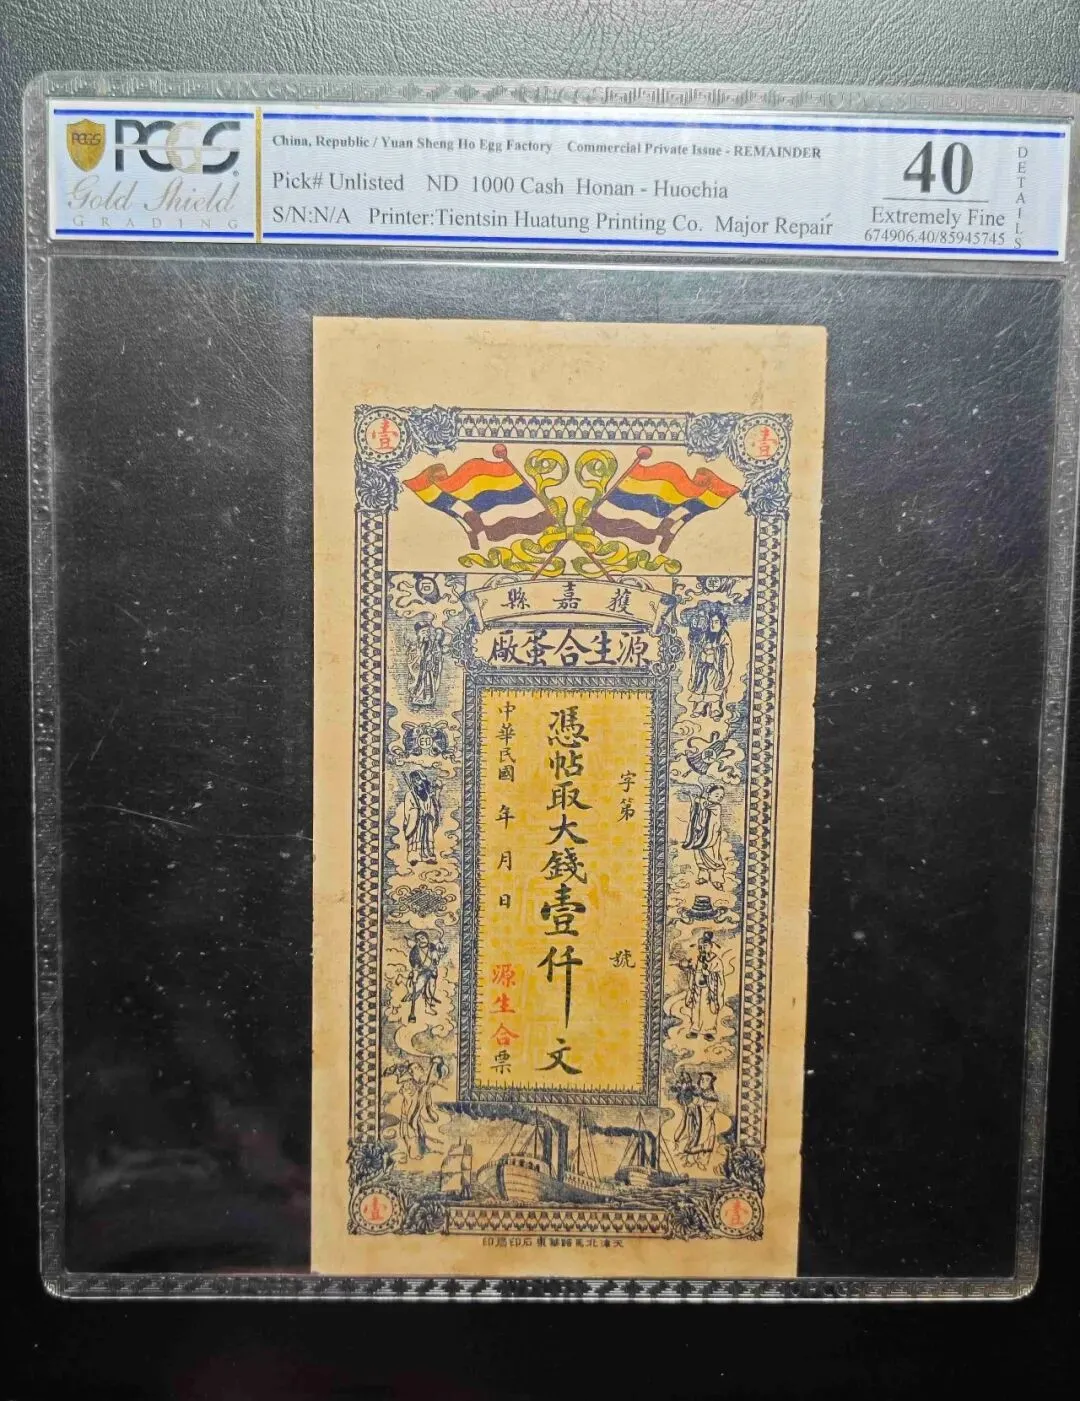 PCGS
PCGS
Gold Shield
GRADING
China, Republic / Yuan Sheng Ho Egg Factory Commercial Private Issue - REMAINDER
Pick# Unlisted ND 1000 Cash Honan - Huochia
S/N:N/A Printer:Tientsin Huatung Printing Co. Major Repair
40
Extremely Fine
674906.40/85945745
DETAILS
壹
壹
獲嘉縣
源生合蛋廠
字第 號
憑帖取大錢壹仟文
中華民國 年 月 日 源生合票
印
壹
壹
天津北馬路華東石印局印